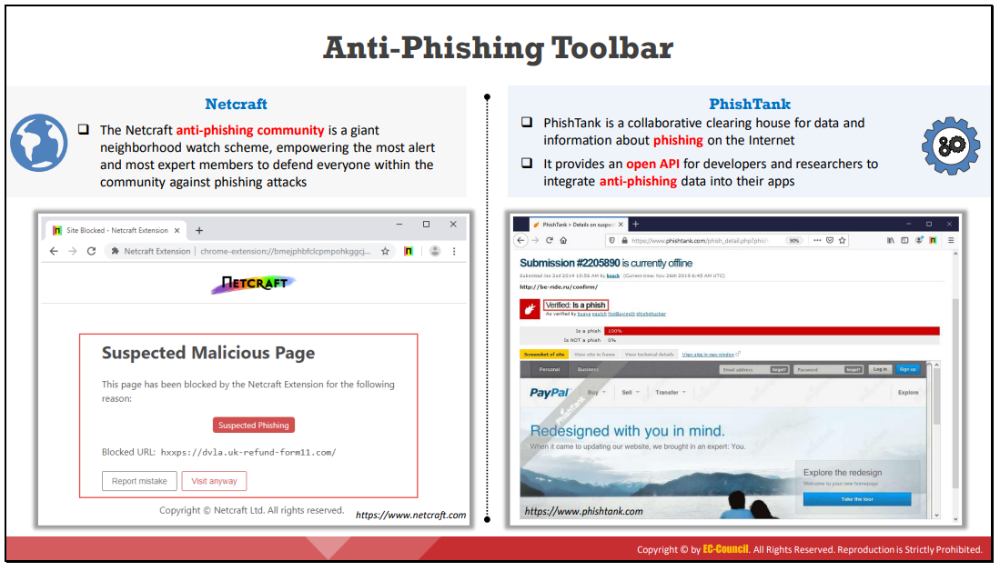 Anti-Phishing Toolbar
Netcraft
❑ The Netcraft anti-phishing community is a giant
neighborhood watch scheme, empowering the most alert
and most expert members to defend everyone within the
community against phishing attacks
PhishTank
❑ PhishTank is a collaborative clearing house for data and
information about phishing on the Internet
❑ It provides an open API for developers and researchers to
integrate anti-phishing data into their apps
Site Blocked - Netcraft Extension
Netcraft Extension | chrome-extension://bmejphbfclcpmpohkggcj...
NETCRAFT
Suspected Malicious Page
This page has been blocked by the Netcraft Extension for the following
reason:
Suspected Phishing
Blocked URL: hxxps://dvla.uk-refund-form11.com/
Report mistake Visit anyway
Copyright © Netcraft Ltd. All rights reserved.
https://www.netcraft.com
PhishTank > Details on suspect
https://www.phishtank.com/phish_detail.php?phish 90%
Submission #2205890 is currently offline
Submitted Jan 2nd 2014 10:56 AM by knack (Current time: Nov 26th 2019 6:45 AM UTC)
http://be-ride.ru/confirm/
Verified: Is a phish
As verified by buaya paulch NotBuyingIt phishphucker
Is a phish 100%
Is NOT a phish 0%
Screenshot of site View site in frame View technical details View site in new window
Personal Business Email address forgot? Password forgot? Log in Sign up
PayPal Buy Sell Transfer Explore
PhishTank
Redesigned with you in mind.
When it came to updating our website, we brought in an expert: You.
Explore the redesign
Welcome to your new homepage
Take the tour
https://www.phishtank.com
Copyright © by EC-Council. All Rights Reserved. Reproduction is Strictly Prohibited.